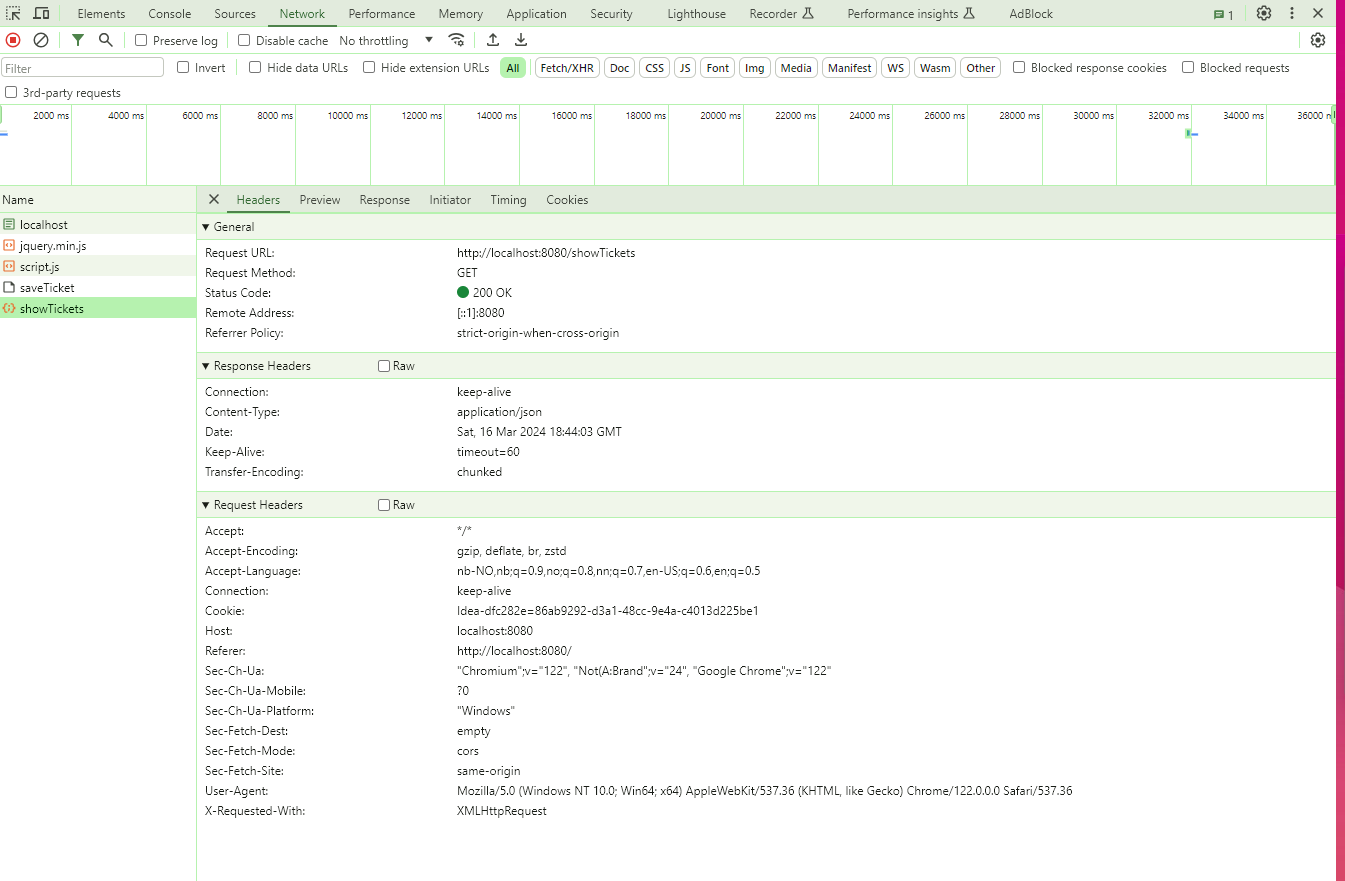 Elements Console Sources Network Performance Memory Application Security Lighthouse Recorder Performance insights AdBlock 1
Preserve log Disable cache No throttling
Filter Invert Hide data URLs Hide extension URLs All Fetch/XHR Doc CSS JS Font Img Media Manifest WS Wasm Other Blocked response cookies Blocked requests
3rd-party requests
2000 ms 4000 ms 6000 ms 8000 ms 10000 ms 12000 ms 14000 ms 16000 ms 18000 ms 20000 ms 22000 ms 24000 ms 26000 ms 28000 ms 30000 ms 32000 ms 34000 ms 36000
Name
localhost
jquery.min.js
script.js
saveTicket
showTickets
Headers Preview Response Initiator Timing Cookies
General
Request URL: http://localhost:8080/showTickets
Request Method: GET
Status Code: 200 OK
Remote Address: [::1]:8080
Referrer Policy: strict-origin-when-cross-origin
Response Headers Raw
Connection: keep-alive
Content-Type: application/json
Date: Sat, 16 Mar 2024 18:44:03 GMT
Keep-Alive: timeout=60
Transfer-Encoding: chunked
Request Headers Raw
Accept: */*
Accept-Encoding: gzip, deflate, br, zstd
Accept-Language: nb-NO,nb;q=0.9,no;q=0.8,nn;q=0.7,en-US;q=0.6,en;q=0.5
Connection: keep-alive
Cookie: Idea-dfc282e=86ab9292-d3a1-48cc-9e4a-c4013d225be1
Host: localhost:8080
Referer: http://localhost:8080/
Sec-Ch-Ua: "Chromium";v="122", "Not(A:Brand";v="24", "Google Chrome";v="122"
Sec-Ch-Ua-Mobile: ?0
Sec-Ch-Ua-Platform: "Windows"
Sec-Fetch-Dest: empty
Sec-Fetch-Mode: cors
Sec-Fetch-Site: same-origin
User-Agent: Mozilla/5.0 (Windows NT 10.0; Win64; x64) AppleWebKit/537.36 (KHTML, like Gecko) Chrome/122.0.0.0 Safari/537.36
X-Requested-With: XMLHttpRequest